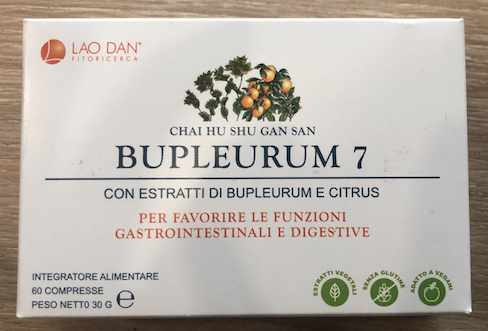 LAO DAN®
FITORICERCA
CHAI HU SHU GAN SAN
BUPLEURUM 7
CON ESTRATTI DI BUPLEURUM E CITRUS
PER FAVORIRE LE FUNZIONI
GASTROINTESTINALI E DIGESTIVE
INTEGRATORE ALIMENTARE
60 COMPRESSE
PESO NETTO 30 G ℮
ESTRATTI VEGETALI
SENZA GLUTINE
ADATTO A VEGANI